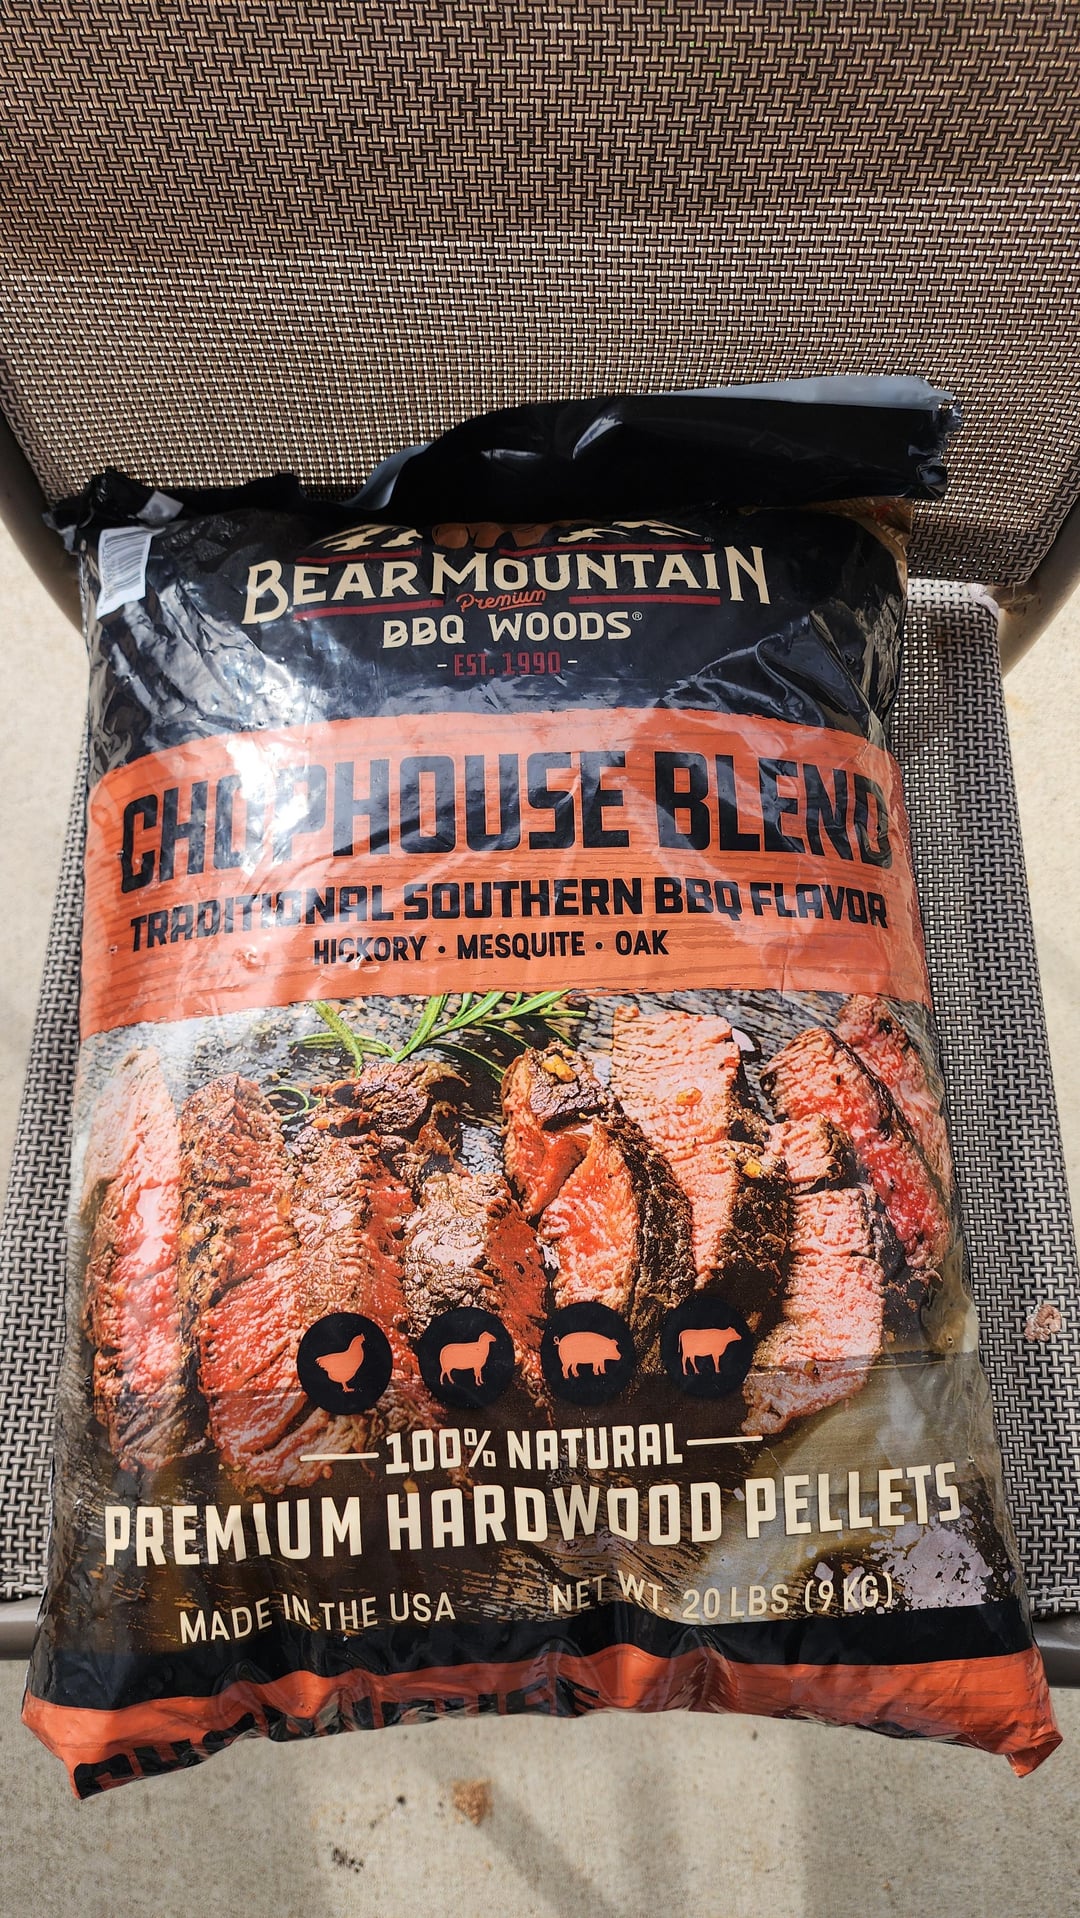 BEAR MOUNTAIN
Premium
BBQ WOODS®
- EST. 1990 -
CHOPHOUSE BLEND
TRADITIONAL SOUTHERN BBQ FLAVOR
HICKORY • MESQUITE • OAK
100% NATURAL
PREMIUM HARDWOOD PELLETS
MADE IN THE USA NET WT. 20 LBS (9 KG)